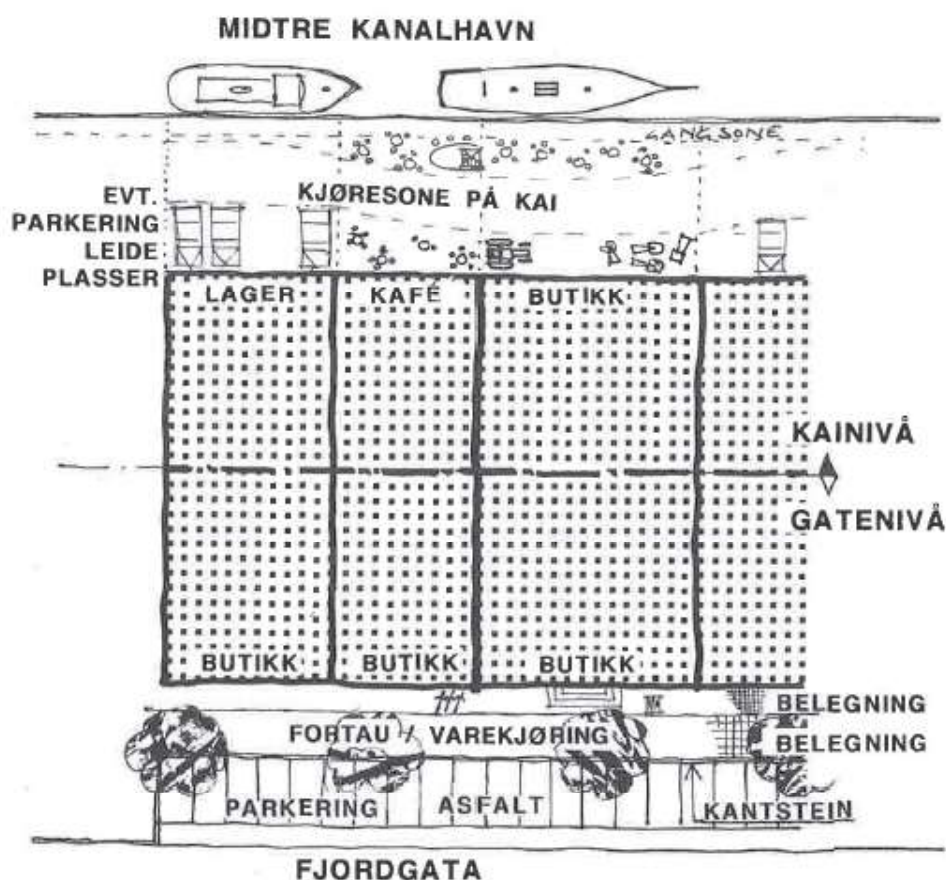 MIDTRE KANALHAVN
GANGSONE
EVT.
PARKERING
LEIDE
PLASSER
KJØRESONE PÅ KAI
LAGER
KAFÉ
BUTIKK
KAINIVÅ
GATENIVÅ
BUTIKK
BUTIKK
BUTIKK
BELEGNING
FORTAU / VAREKJØRING
BELEGNING
PARKERING
ASFALT
KANTSTEIN
FJORDGATA